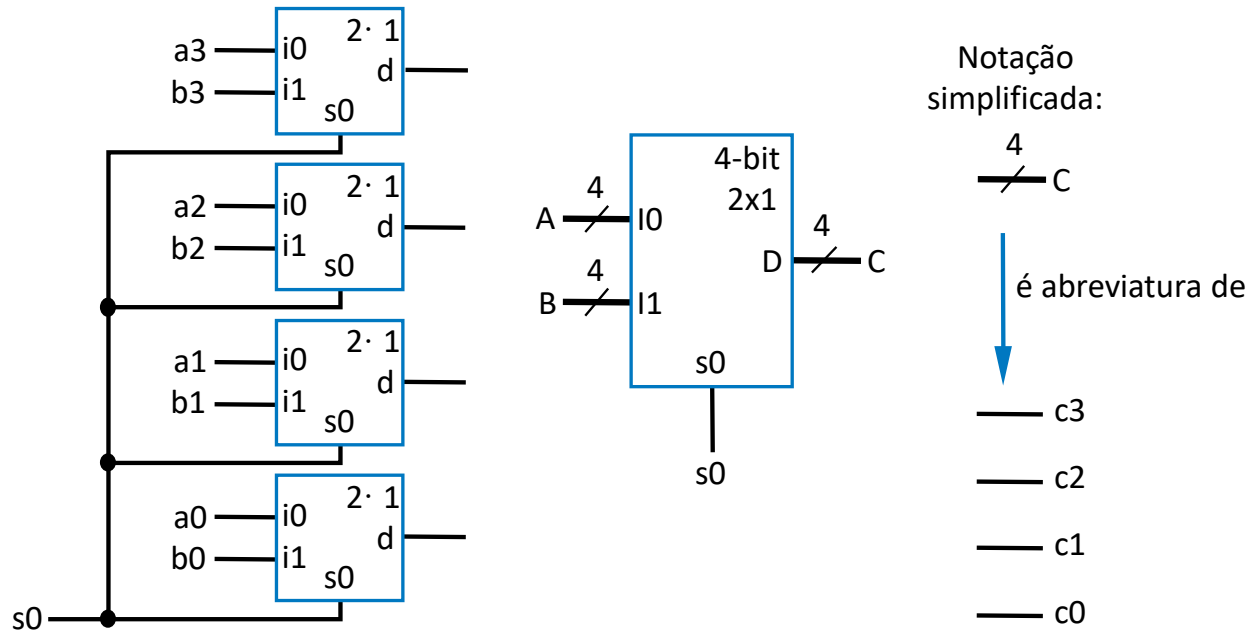 2· 1
a3 i0
d
b3 i1
s0
2· 1
a2 i0
d
b2 i1
s0
2· 1
a1 i0
d
b1 i1
s0
2· 1
a0 i0
d
b0 i1
s0
s0
4-bit
2x1
4
A I0
4
D C
4
B I1
s0
s0
Notação
simplificada:
4
C
é abreviatura de
c3
c2
c1
c0